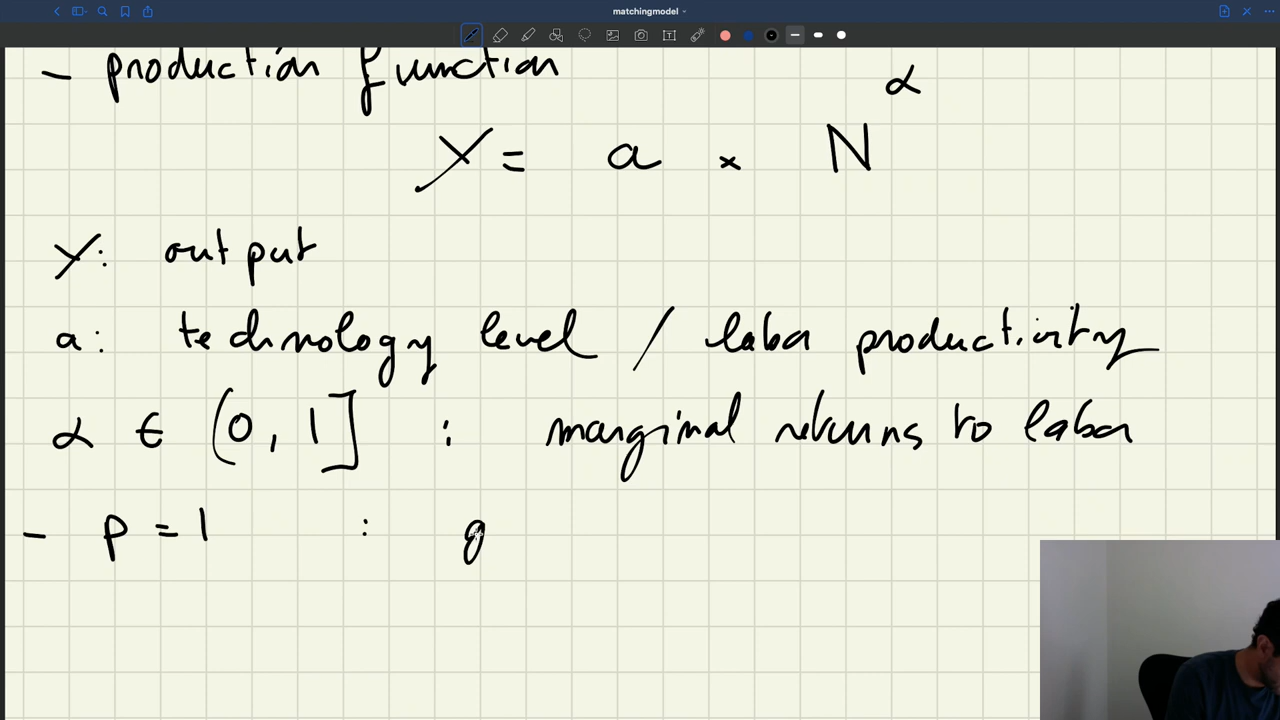 matchingmodel
- production function
Y = a × N^α
Y: output
a: technology level / labor productivity
α ∈ (0, 1] : marginal returns to labor
- p = 1 : g